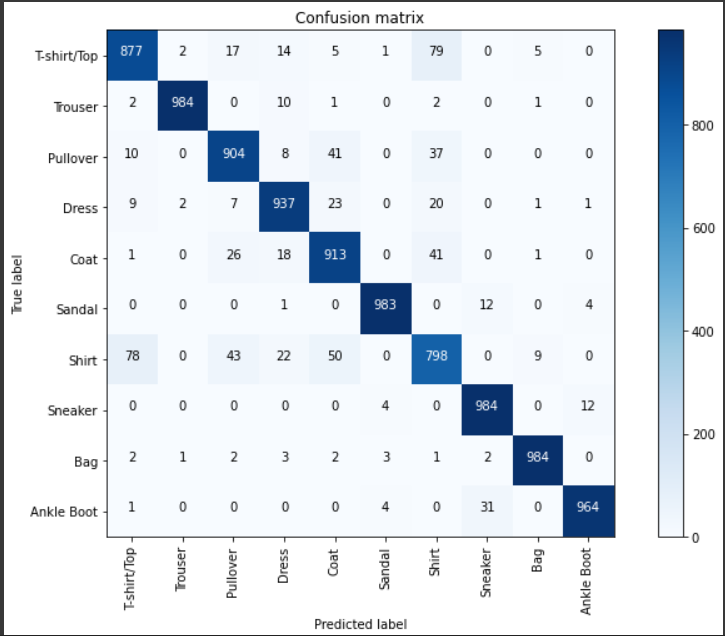 Confusion matrix
T-shirt/Top 877 2 17 14 5 1 79 0 5 0
Trouser 2 984 0 10 1 0 2 0 1 0
Pullover 10 0 904 8 41 0 37 0 0 0
Dress 9 2 7 937 23 0 20 0 1 1
Coat 1 0 26 18 913 0 41 0 1 0
Sandal 0 0 0 1 0 983 0 12 0 4
Shirt 78 0 43 22 50 0 798 0 9 0
Sneaker 0 0 0 0 0 4 0 984 0 12
Bag 2 1 2 3 2 3 1 2 984 0
Ankle Boot 1 0 0 0 0 4 0 31 0 964
T-shirt/Top Trouser Pullover Dress Coat Sandal Shirt Sneaker Bag Ankle Boot
Predicted label
True label
800
600
400
200
0